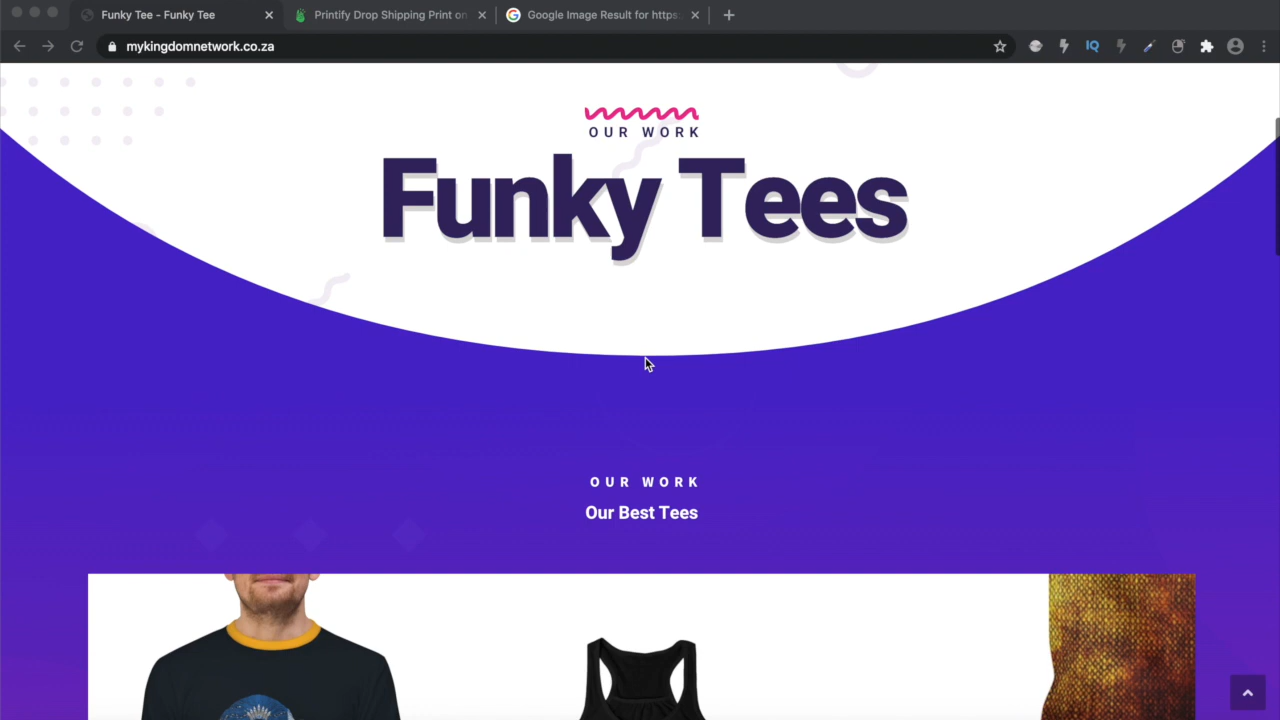 Funky Tee - Funky Tee
Printify Drop Shipping Print on
Google Image Result for https:
mykingdomnetwork.co.za
IQ
OUR WORK
Funky Tees
OUR WORK
Our Best Tees